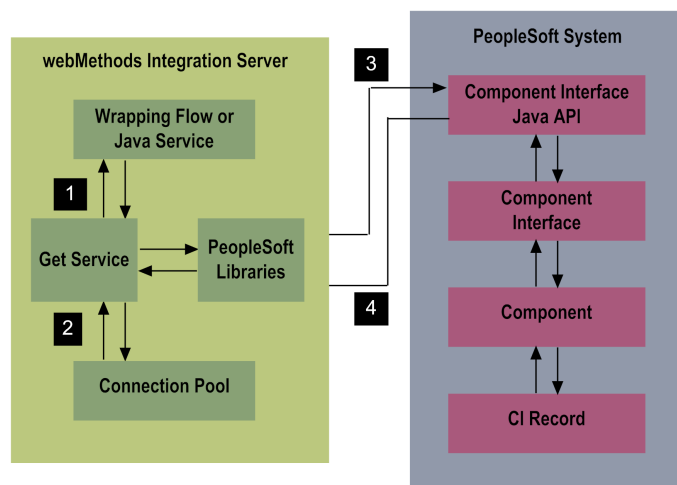 webMethods Integration Server
Wrapping Flow or
Java Service
1
Get Service
PeopleSoft
Libraries
2
Connection Pool
3
4
PeopleSoft System
Component Interface
Java API
Component
Interface
Component
CI Record